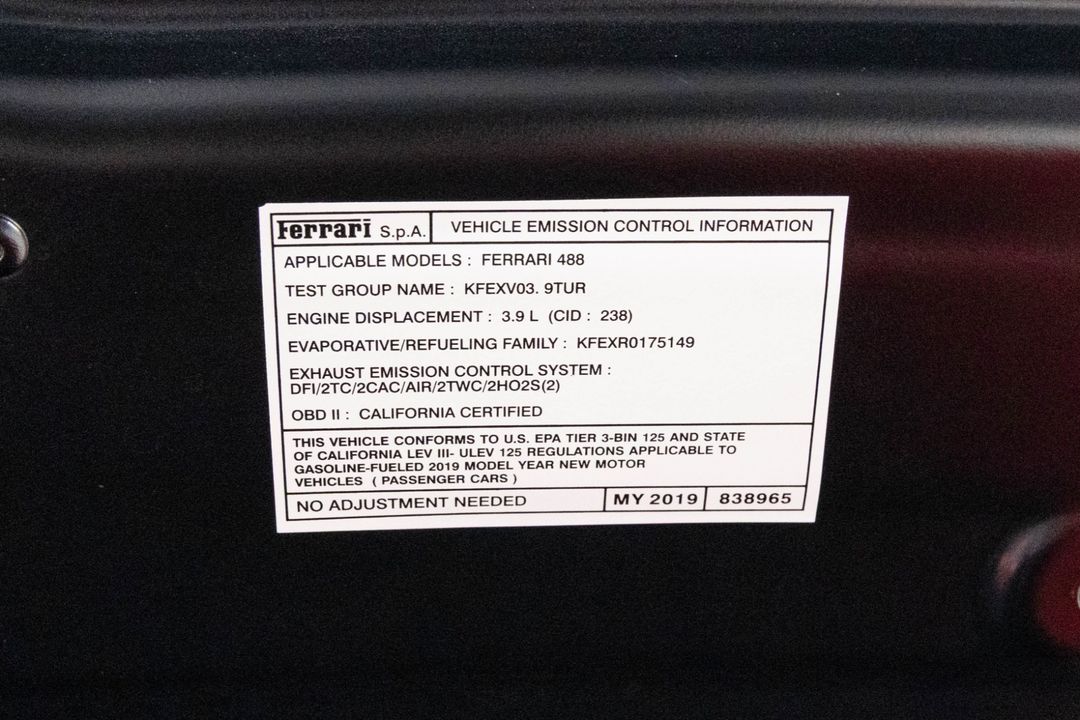 Ferrari S.p.A. VEHICLE EMISSION CONTROL INFORMATION
APPLICABLE MODELS : FERRARI 488
TEST GROUP NAME : KFEXV03. 9TUR
ENGINE DISPLACEMENT : 3.9 L (CID : 238)
EVAPORATIVE/REFUELING FAMILY : KFEXR0175149
EXHAUST EMISSION CONTROL SYSTEM :
DFI/2TC/2CAC/AIR/2TWC/2HO2S(2)
OBD II : CALIFORNIA CERTIFIED
THIS VEHICLE CONFORMS TO U.S. EPA TIER 3-BIN 125 AND STATE
OF CALIFORNIA LEV III- ULEV 125 REGULATIONS APPLICABLE TO
GASOLINE-FUELED 2019 MODEL YEAR NEW MOTOR
VEHICLES ( PASSENGER CARS )
NO ADJUSTMENT NEEDED MY 2019 838965